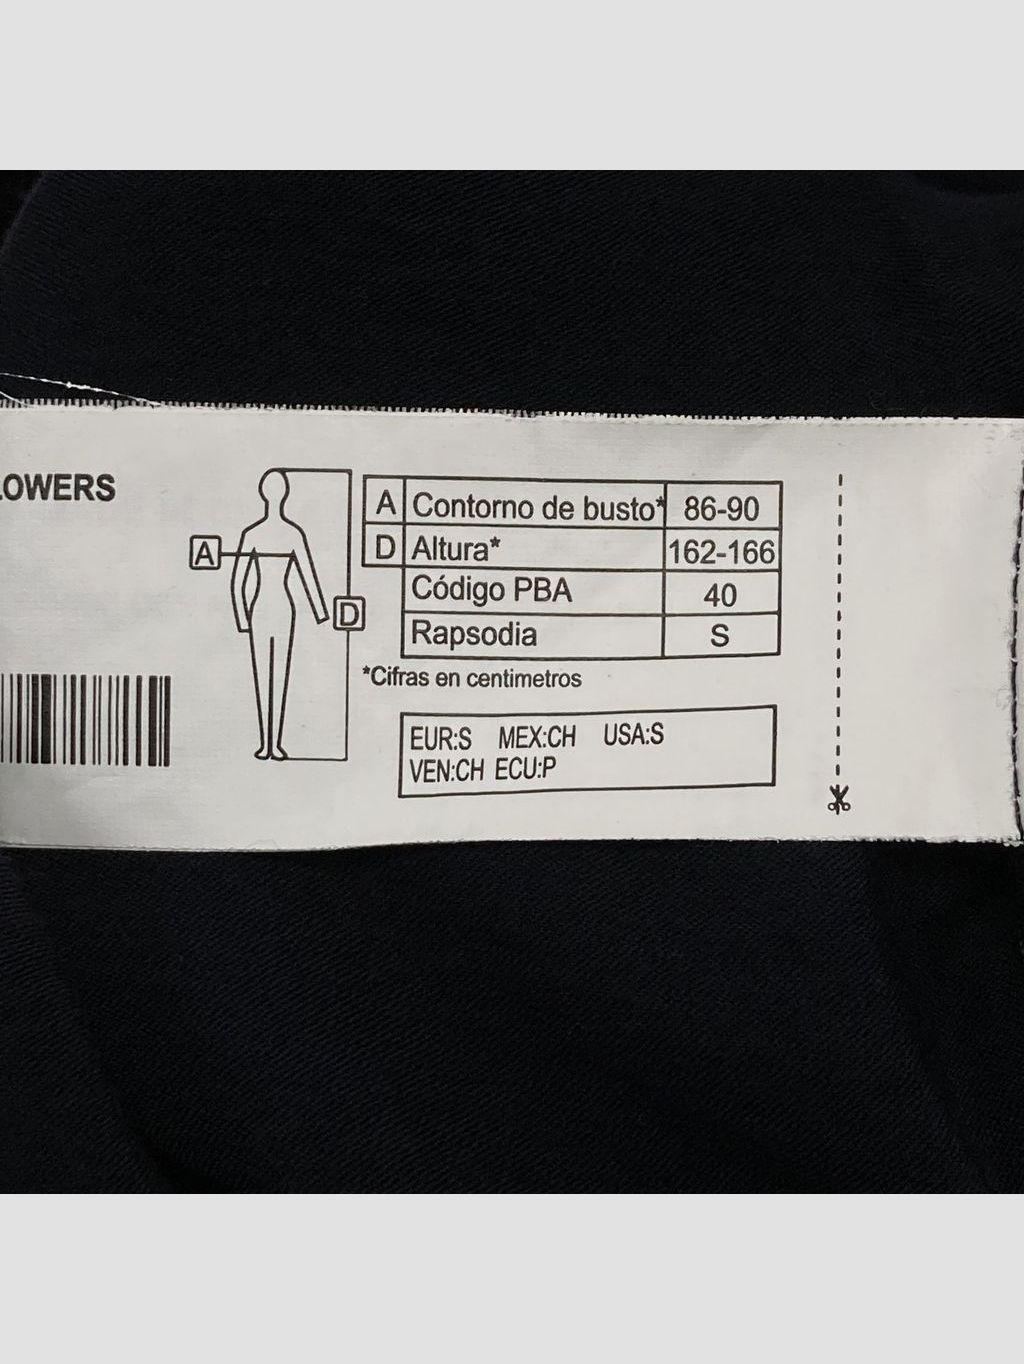 LOWERS
A Contorno de busto* 86-90
D Altura* 162-166
Código PBA 40
Rapsodia S
*Cifras en centimetros
EUR:S MEX:CH USA:S
VEN:CH ECU:P
A
D